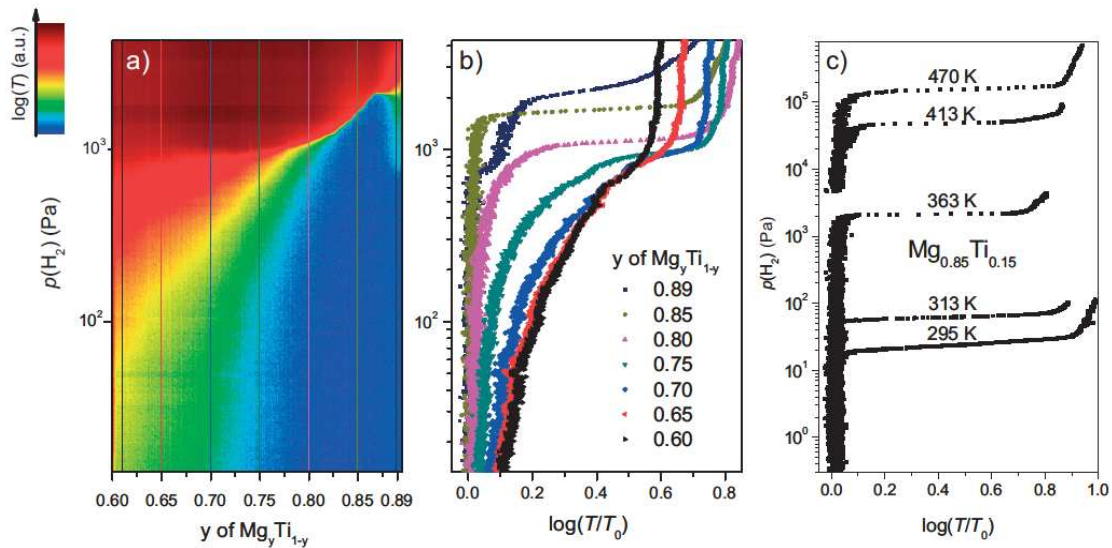 log(T) (a.u.)
a)
p(H₂) (Pa)
10³
10²
0.60 0.65 0.70 0.75 0.80 0.85 0.89
y of MgyTi1-y
b)
10³
10²
y of MgyTi1-y
0.89
0.85
0.80
0.75
0.70
0.65
0.60
0.0 0.2 0.4 0.6 0.8
log(T/T₀)
c)
p(H₂) (Pa)
10⁵
10⁴
10³
10²
10¹
10⁰
470 K
413 K
363 K
Mg₀.₈₅Ti₀.₁₅
313 K
295 K
0.0 0.2 0.4 0.6 0.8 1.0
log(T/T₀)